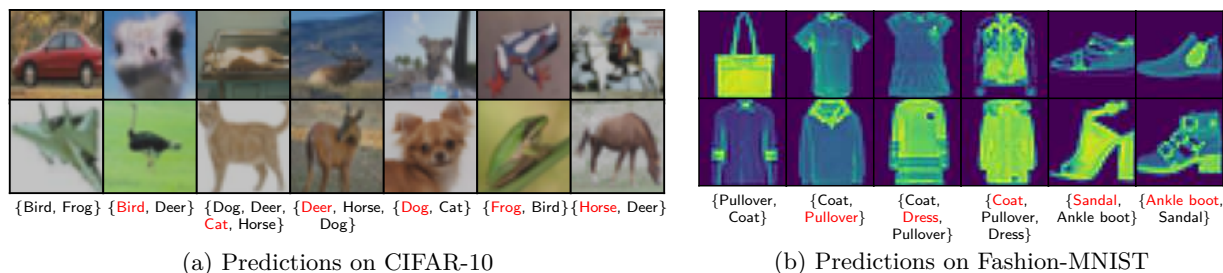 {Bird, Frog} {Bird, Deer} {Dog, Deer, {Deer, Horse, {Dog, Cat} {Frog, Bird} {Horse, Deer}
Cat, Horse} Dog}
(a) Predictions on CIFAR-10
{Pullover, {Coat, {Coat, {Coat, {Sandal, {Ankle boot,
Coat} Pullover} Dress, Pullover, Ankle boot} Sandal}
Pullover} Dress}
(b) Predictions on Fashion-MNIST